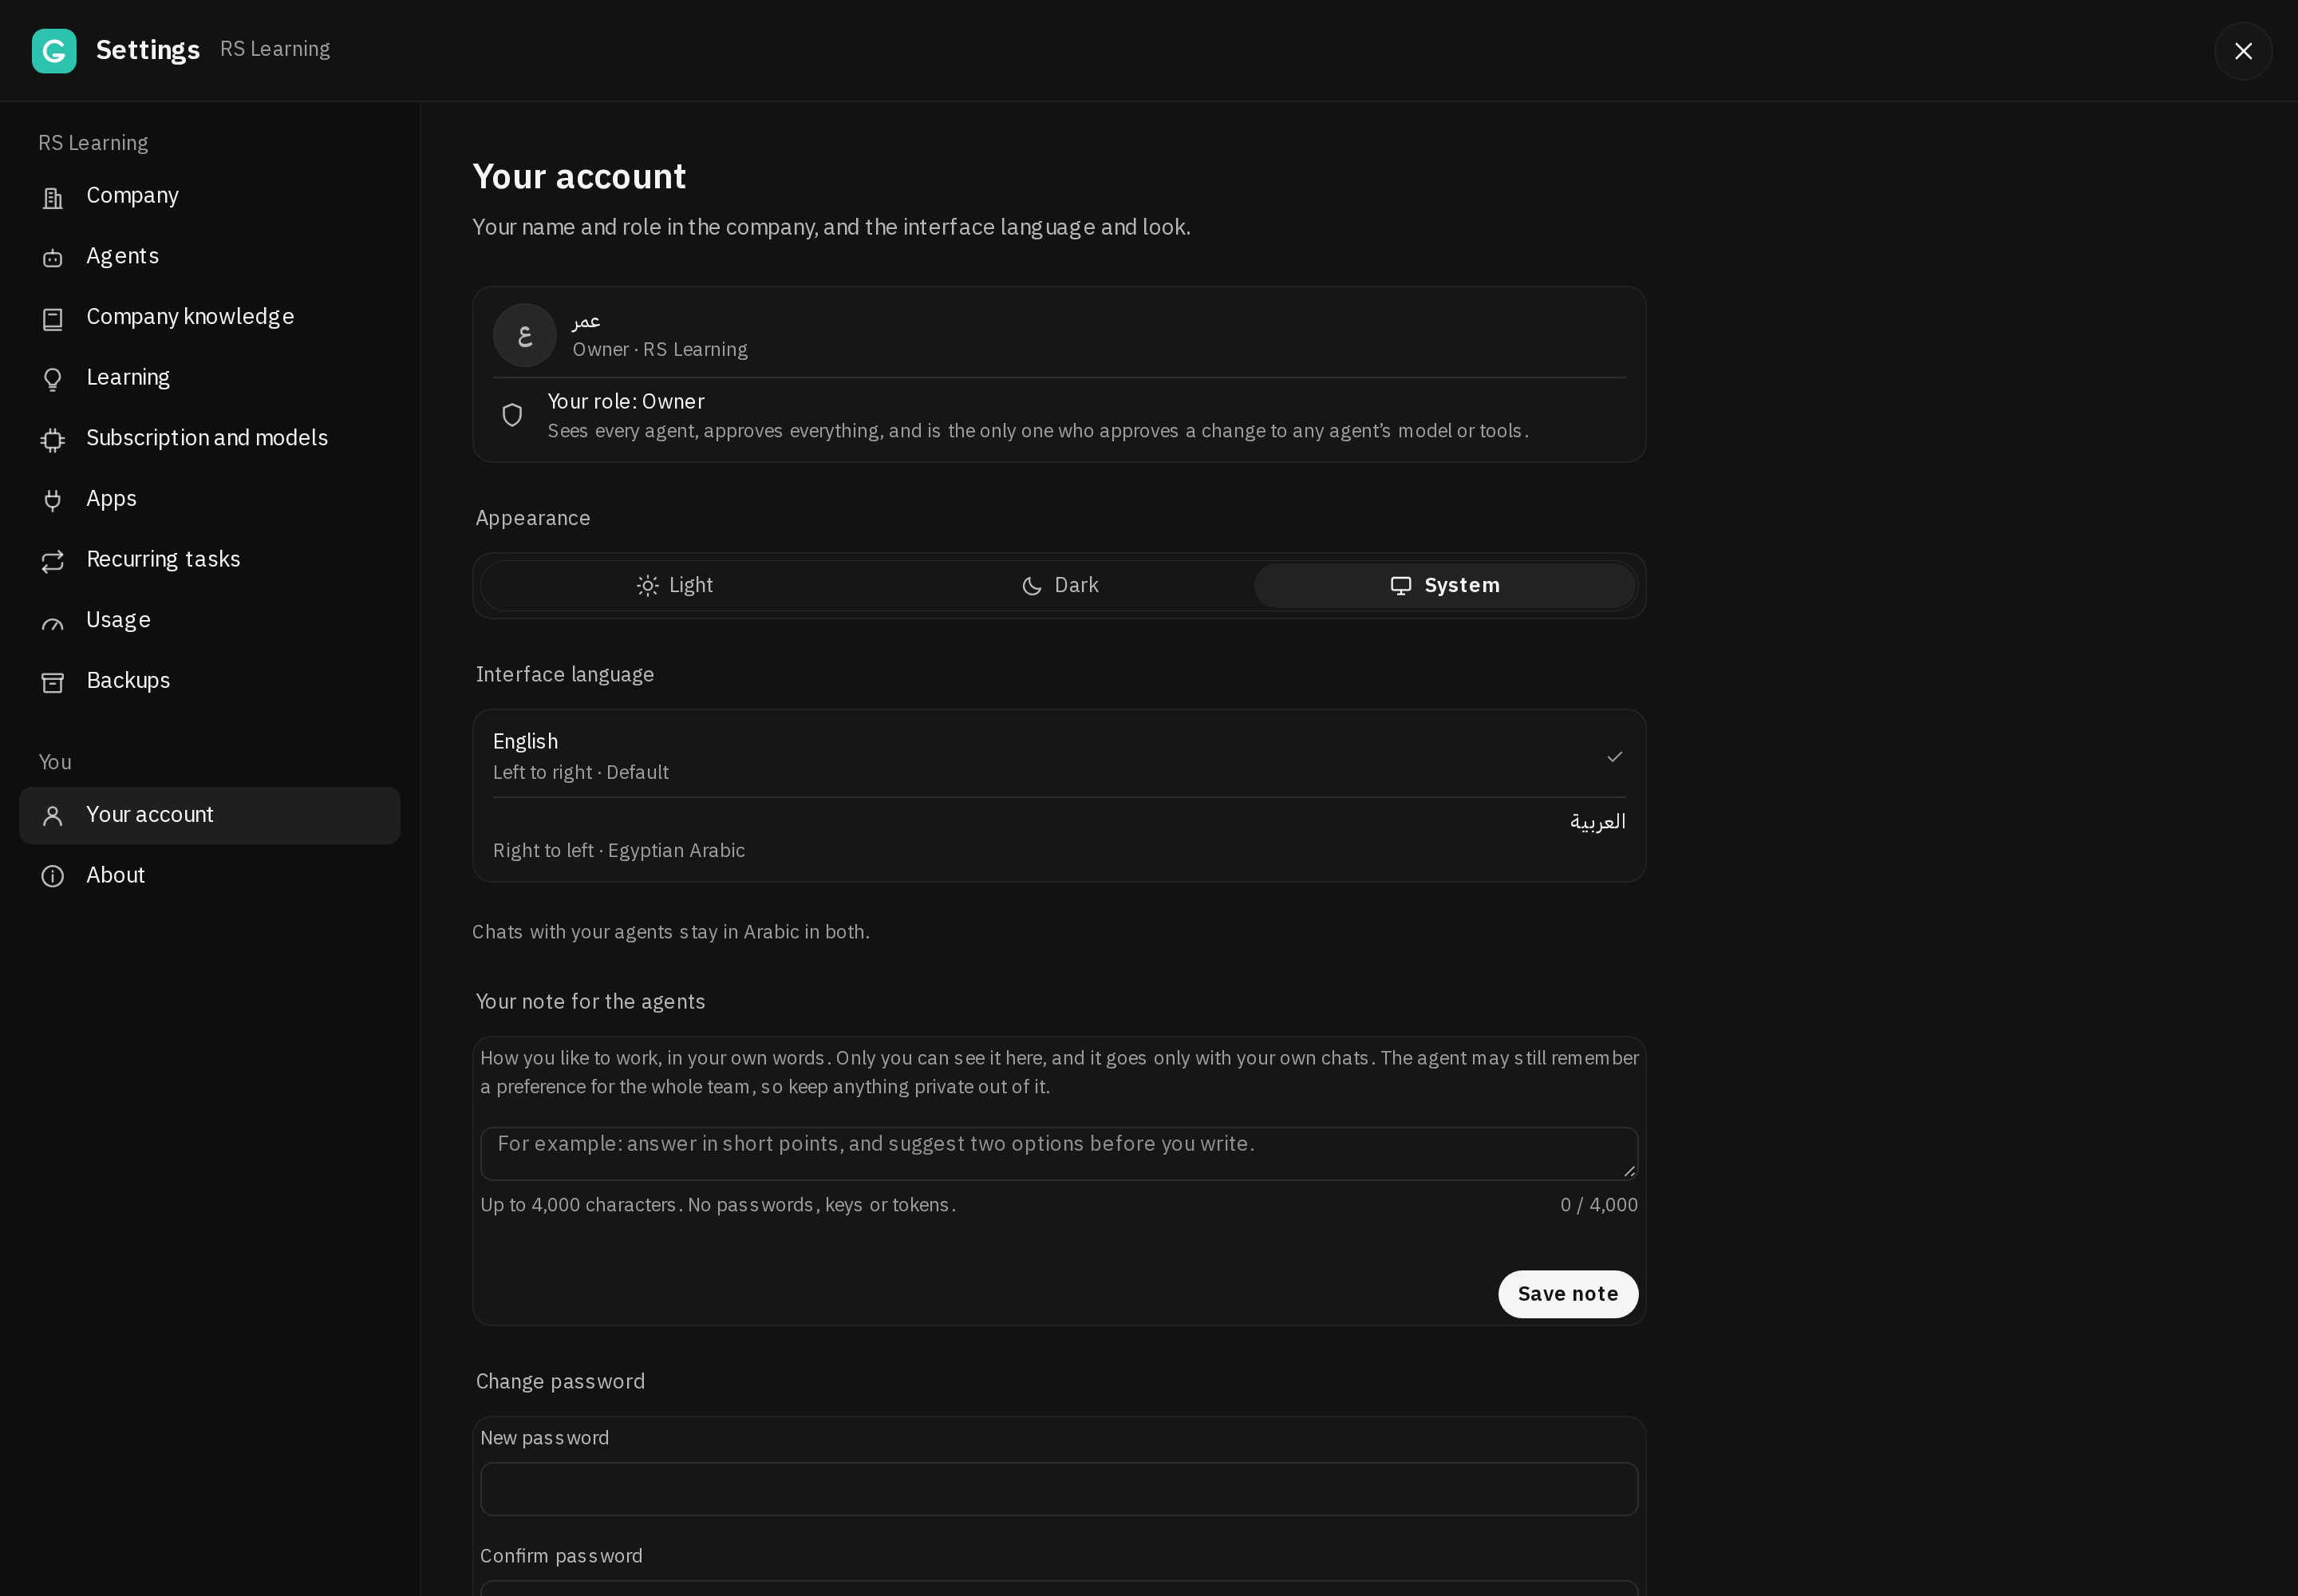 G Settings RS Learning
RS Learning
Company
Agents
Company knowledge
Learning
Subscription and models
Apps
Recurring tasks
Usage
Backups
You
Your account
About
Your account
Your name and role in the company, and the interface language and look.
ع
عمر
Owner · RS Learning
Your role: Owner
Sees every agent, approves everything, and is the only one who approves a change to any agent’s model or tools.
Appearance
Light Dark System
Interface language
English
Left to right · Default
العربية
Right to left · Egyptian Arabic
Chats with your agents stay in Arabic in both.
Your note for the agents
How you like to work, in your own words. Only you can see it here, and it goes only with your own chats. The agent may still remember
a preference for the whole team, so keep anything private out of it.
For example: answer in short points, and suggest two options before you write.
Up to 4,000 characters. No passwords, keys or tokens. 0 / 4,000
Save note
Change password
New password
Confirm password